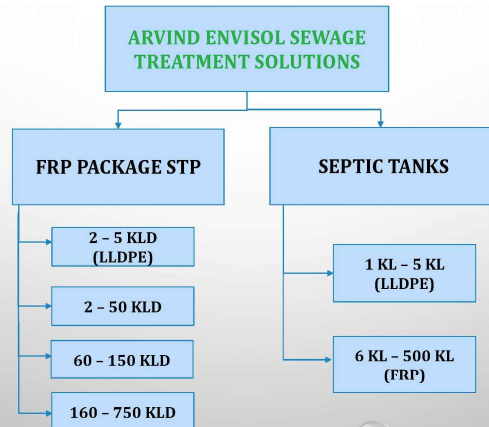 ARVIND ENVISOL SEWAGE
TREATMENT SOLUTIONS
FRP PACKAGE STP
SEPTIC TANKS
2 – 5 KLD
(LLDPE)
2 – 50 KLD
60 – 150 KLD
160 – 750 KLD
1 KL – 5 KL
(LLDPE)
6 KL – 500 KL
(FRP)